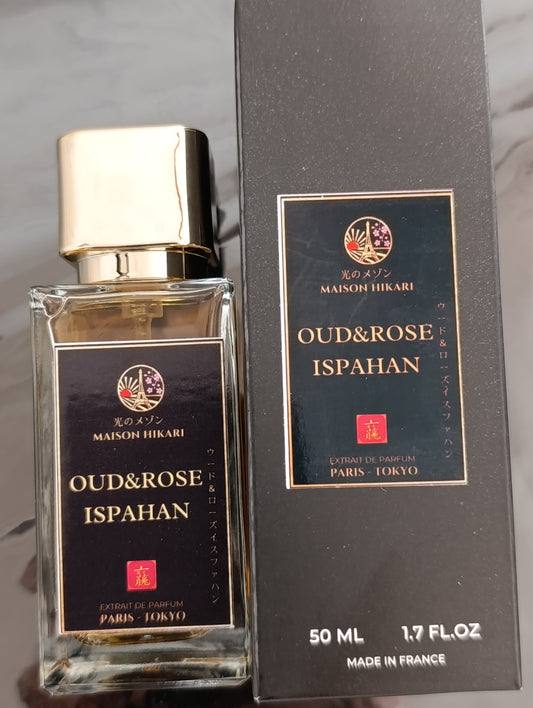 光のメゾン
MAISON HIKARI
OUD&ROSE
ISPAHAN
ウード&ローズイスファハン
EXTRAIT DE PARFUM
PARIS - TOKYO
光のメゾン
MAISON HIKARI
OUD&ROSE
ISPAHAN
ウード&ローズイスファハン
EXTRAIT DE PARFUM
PARIS - TOKYO
50 ML 1.7 FL.OZ
MADE IN FRANCE